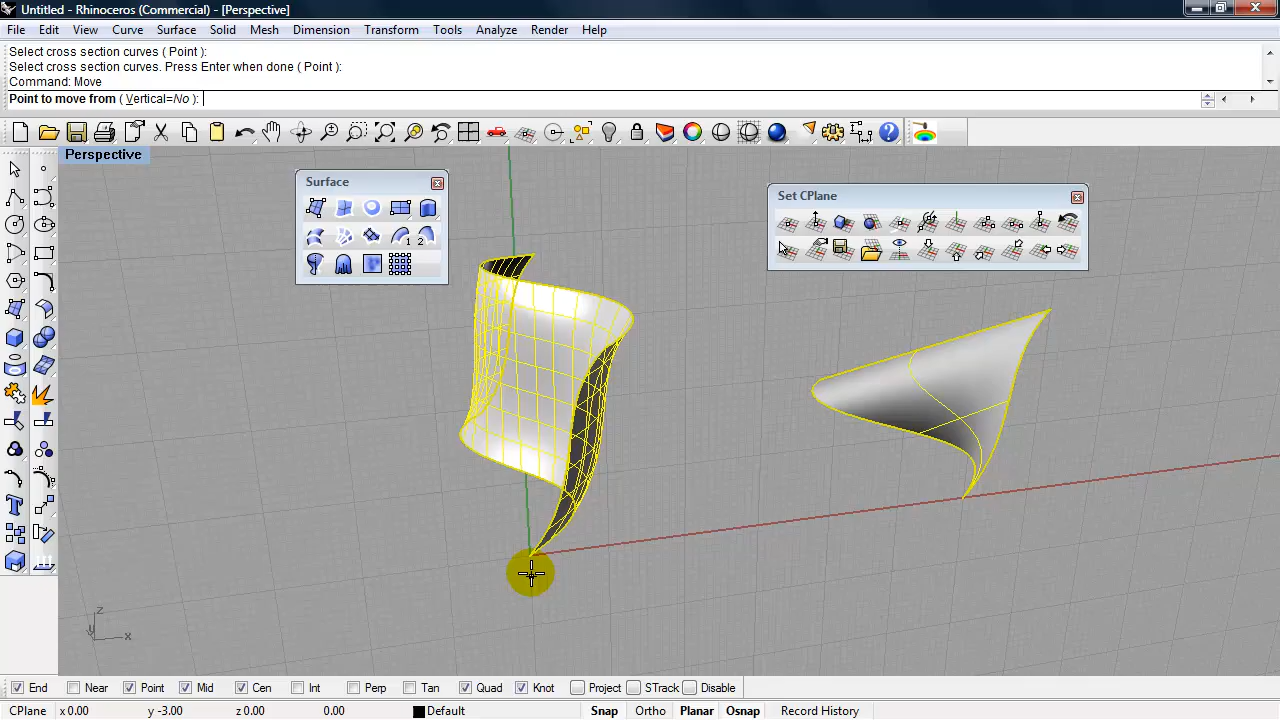 Untitled - Rhinoceros (Commercial) - [Perspective]
File Edit View Curve Surface Solid Mesh Dimension Transform Tools Analyze Render Help
Select cross section curves ( Point ):
Select cross section curves. Press Enter when done ( Point ):
Command: Move
Point to move from ( Vertical=No ):
Perspective
Surface
Set CPlane
1 2
z
y x
End Near Point Mid Cen Int Perp Tan Quad Knot Project STrack Disable
CPlane x 0.00 y -3.00 z 0.00 0.00 Default Snap Ortho Planar Osnap Record History